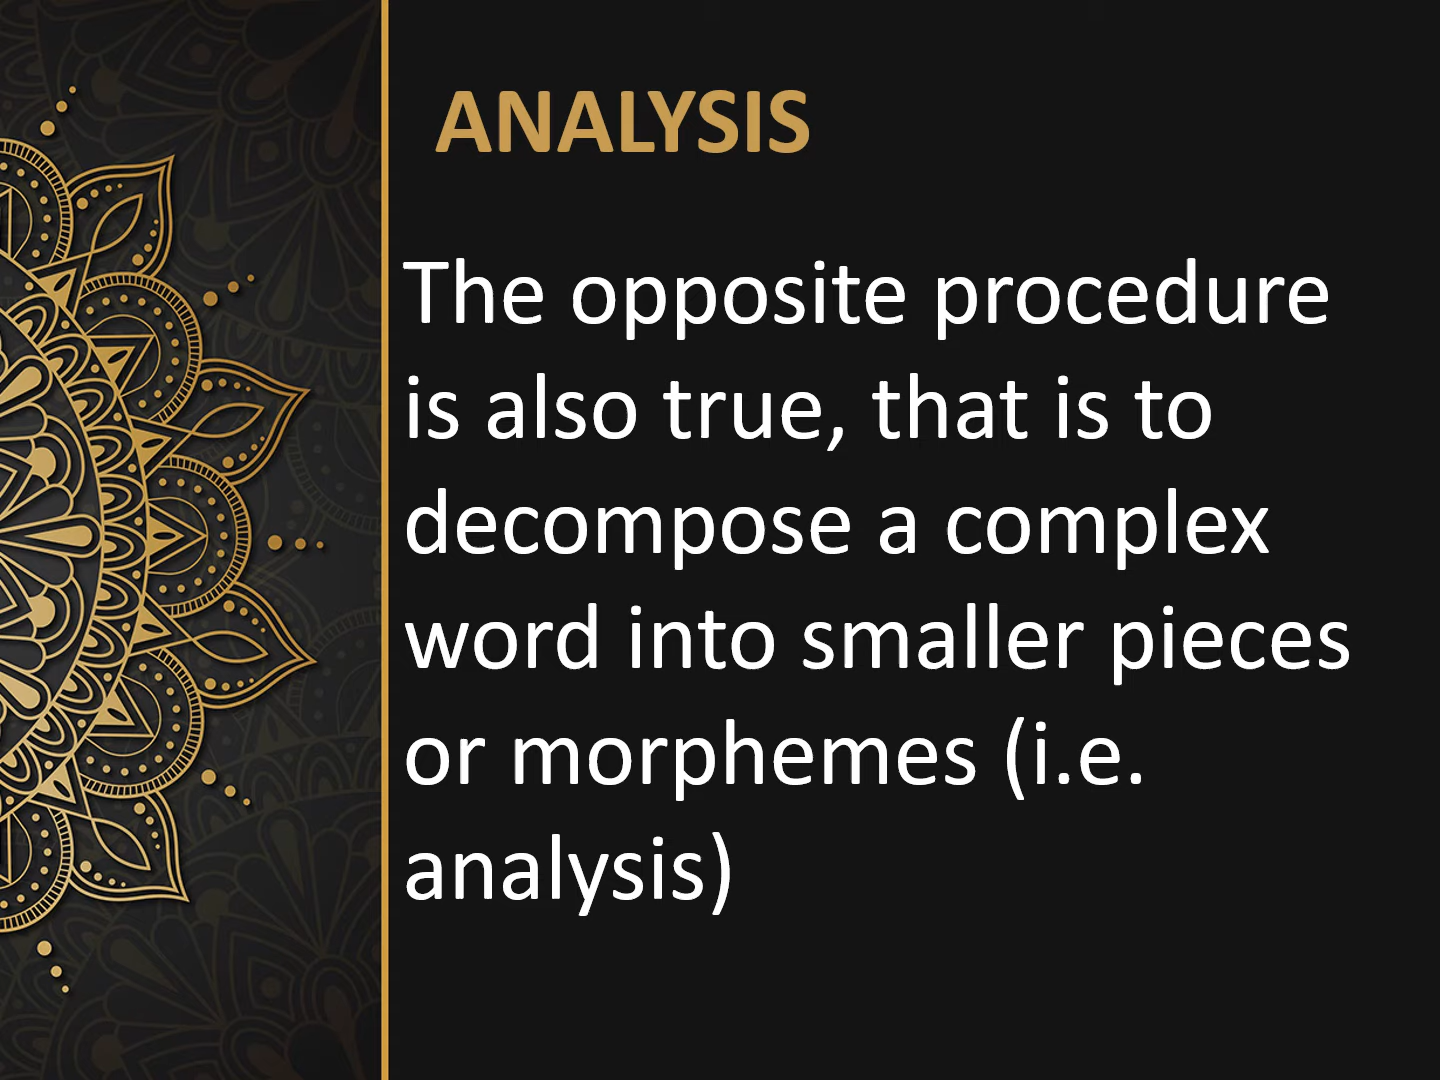 ANALYSIS
The opposite procedure
is also true, that is to
decompose a complex
word into smaller pieces
or morphemes (i.e.
analysis)